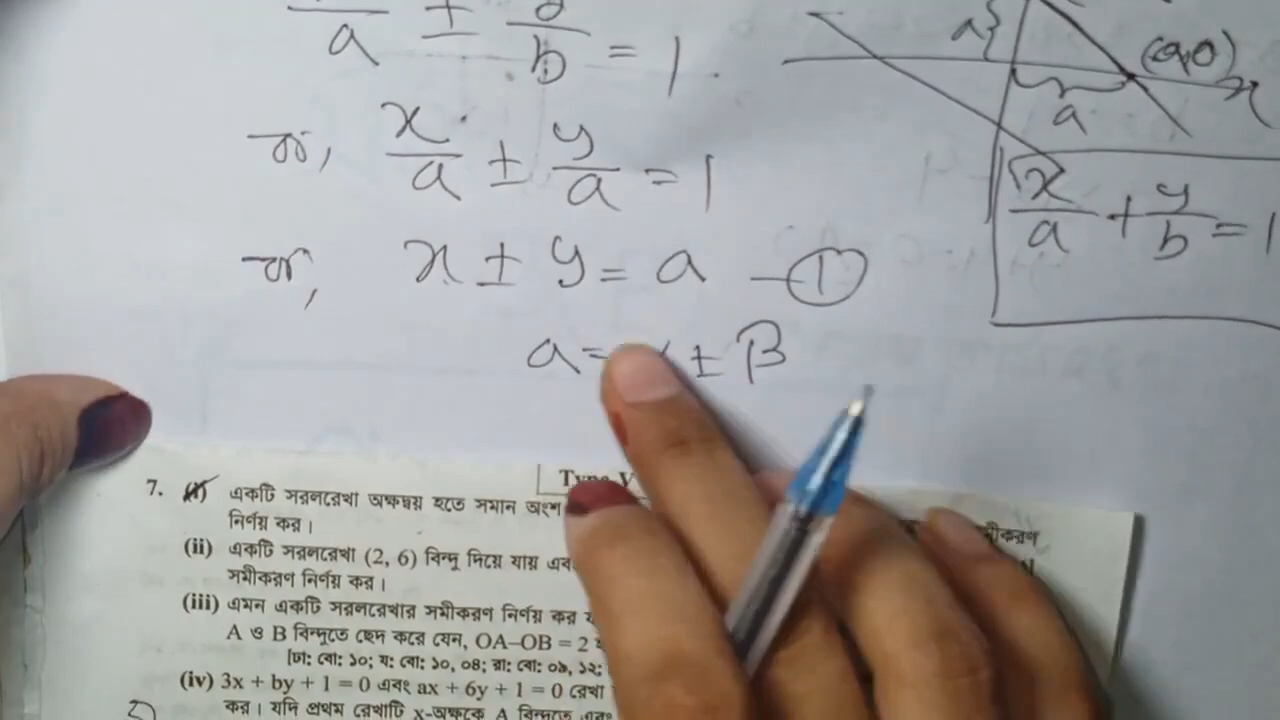 a ± b = 1
বা, x/a ± y/a = 1
বা, x ± y = a — ①
a = ± β
a
(a,0)
x
a
x/a + y/b = 1
Type-V
7. (i) একটি সরলরেখা অক্ষদ্বয় হতে সমান অংশ
নির্ণয় কর।
(ii) একটি সরলরেখা (2, 6) বিন্দু দিয়ে যায় এবং
সমীকরণ নির্ণয় কর।
(iii) এমন একটি সরলরেখার সমীকরণ নির্ণয় কর
A ও B বিন্দুতে ছেদ করে যেন, OA–OB = 2
[ঢা: বো: ১০; য: বো: ১০, ০৪; রা: বো: ০৯, ১২;
(iv) 3x + by + 1 = 0 এবং ax + 6y + 1 = 0 রেখা
কর। যদি প্রথম রেখাটি x-অক্ষকে A বিন্দুতে এবং